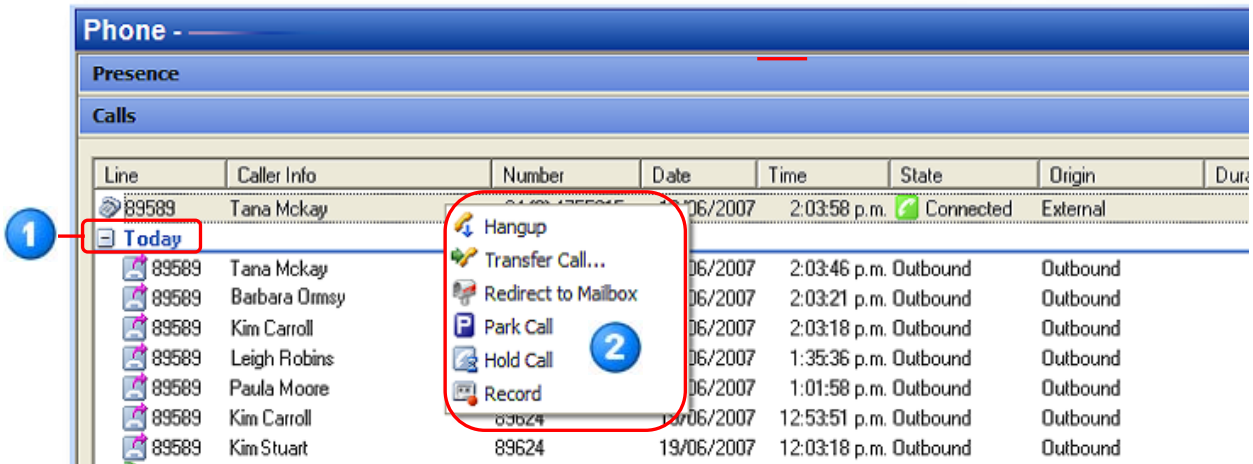 Phone -
Presence
Calls
Line Caller Info Number Date Time State Origin Dura
89589 Tana Mckay 06/2007 2:03:58 p.m. Connected External
1
Today
Hangup
Transfer Call...
Redirect to Mailbox
Park Call
Hold Call
Record
2
89589 Tana Mckay 06/2007 2:03:46 p.m. Outbound Outbound
89589 Barbara Ormsy 06/2007 2:03:21 p.m. Outbound Outbound
89589 Kim Carroll 06/2007 2:03:18 p.m. Outbound Outbound
89589 Leigh Robins 06/2007 1:35:36 p.m. Outbound Outbound
89589 Paula Moore 06/2007 1:01:58 p.m. Outbound Outbound
89589 Kim Carroll 89624 19/06/2007 12:53:51 p.m. Outbound Outbound
89589 Kim Stuart 89624 19/06/2007 12:03:18 p.m. Outbound Outbound